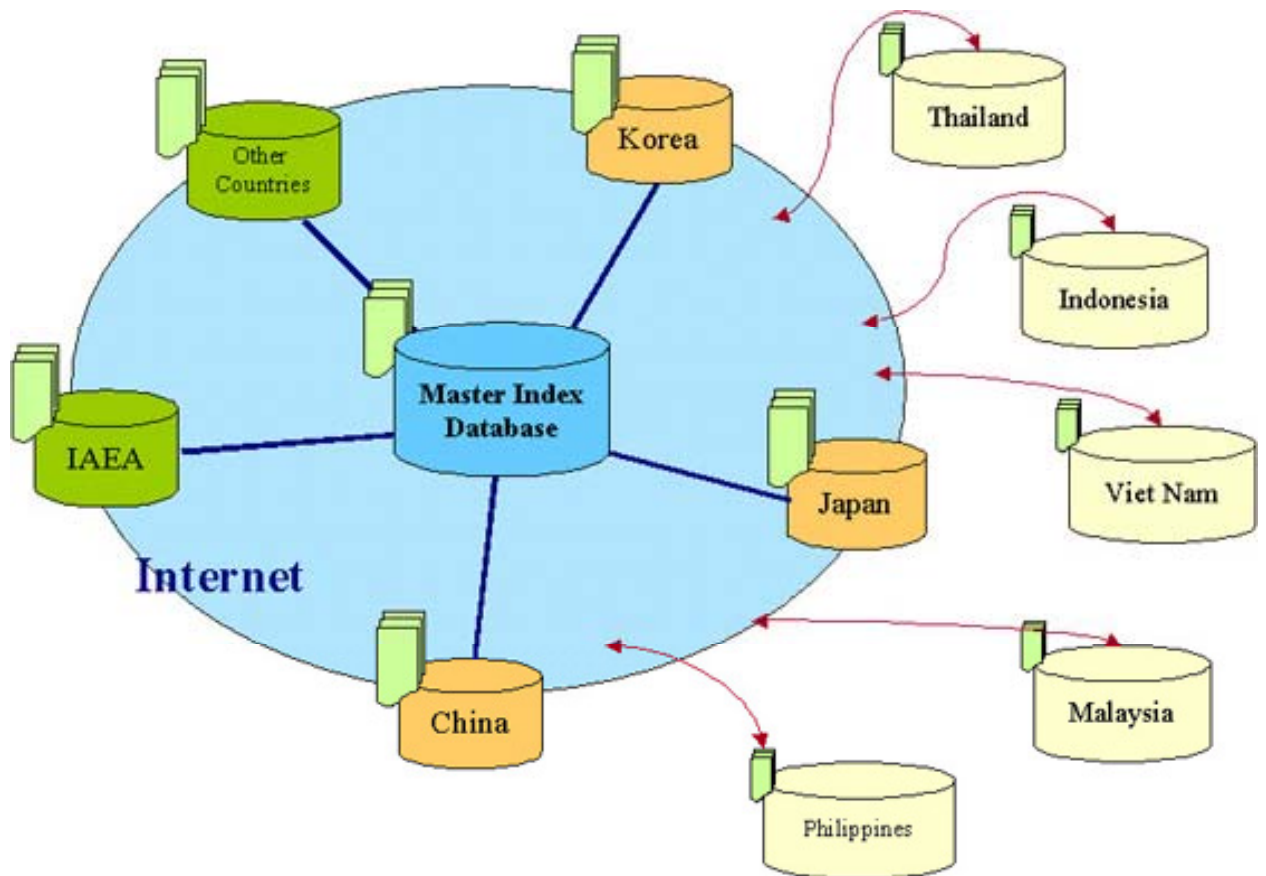 Thailand
Korea
Other
Countries
Indonesia
Master Index
Database
IAEA
Viet Nam
Japan
Internet
China
Malaysia
Philippines